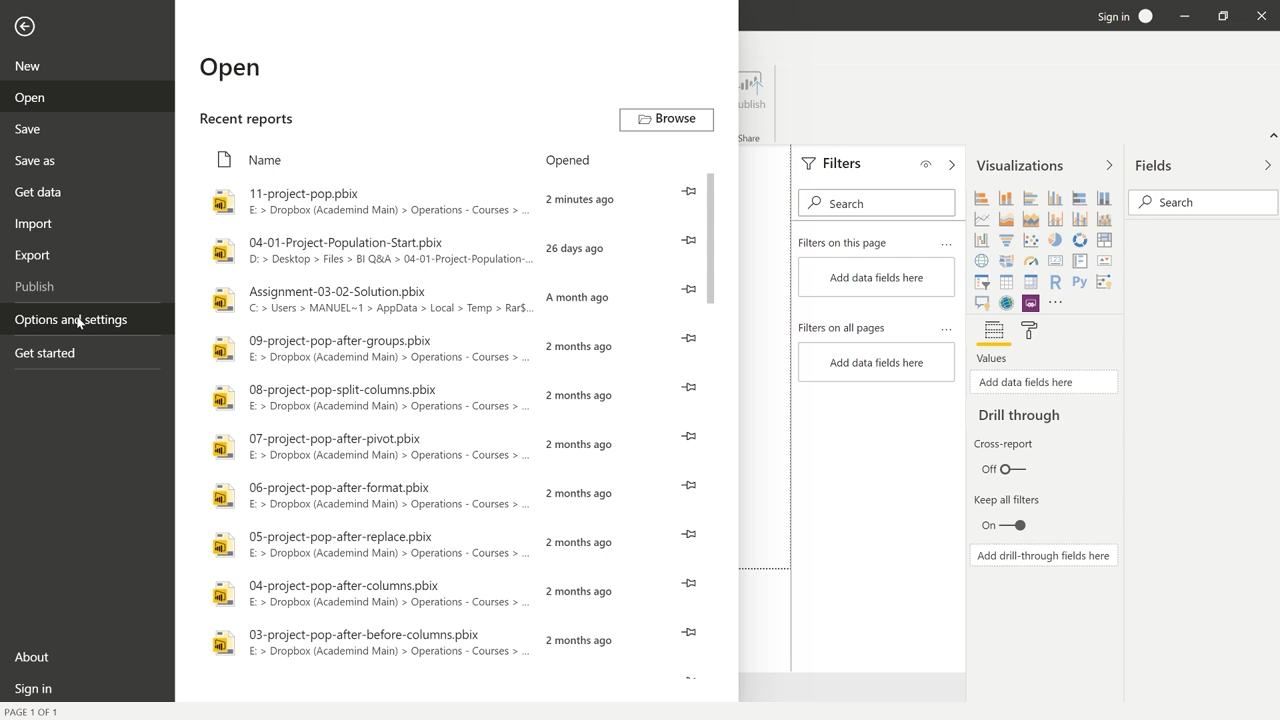 Sign in
New
Open
Save
Save as
Get data
Import
Export
Publish
Options and settings
Get started
About
Sign in
PAGE 1 OF 1
Open
Recent reports
Browse
Name Opened
11-project-pop.pbix
E: > Dropbox (Academind Main) > Operations - Courses > ...
2 minutes ago
04-01-Project-Population-Start.pbix
D: > Desktop > Files > BI Q&A > 04-01-Project-Population-...
26 days ago
Assignment-03-02-Solution.pbix
C: > Users > MANUEL~1 > AppData > Local > Temp > Rar$...
A month ago
09-project-pop-after-groups.pbix
E: > Dropbox (Academind Main) > Operations - Courses > ...
2 months ago
08-project-pop-split-columns.pbix
E: > Dropbox (Academind Main) > Operations - Courses > ...
2 months ago
07-project-pop-after-pivot.pbix
E: > Dropbox (Academind Main) > Operations - Courses > ...
2 months ago
06-project-pop-after-format.pbix
E: > Dropbox (Academind Main) > Operations - Courses > ...
2 months ago
05-project-pop-after-replace.pbix
E: > Dropbox (Academind Main) > Operations - Courses > ...
2 months ago
04-project-pop-after-columns.pbix
E: > Dropbox (Academind Main) > Operations - Courses > ...
2 months ago
03-project-pop-after-before-columns.pbix
E: > Dropbox (Academind Main) > Operations - Courses > ...
2 months ago
ublish
Share
Filters
Search
Filters on this page ...
Add data fields here
Filters on all pages ...
Add data fields here
Visualizations
R Py
...
Values
Add data fields here
Drill through
Cross-report
Off
Keep all filters
On
Add drill-through fields here
Fields
Search